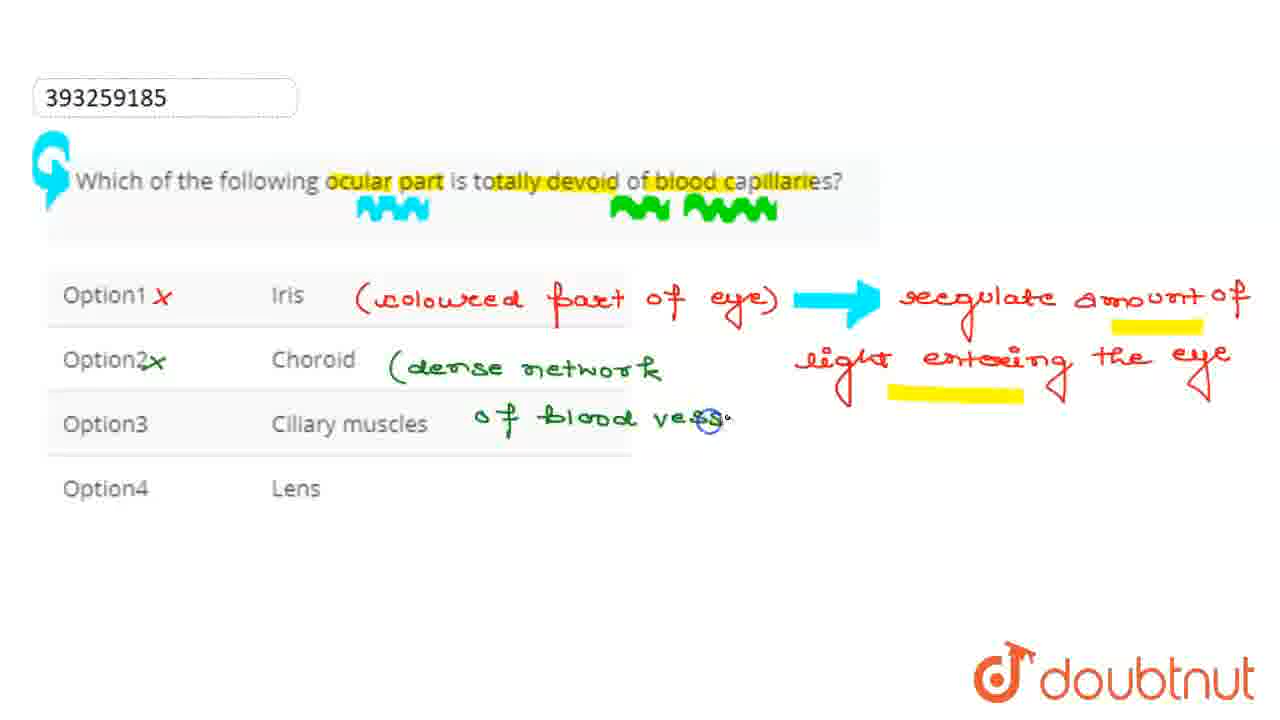 393259185
Which of the following ocular part is totally devoid of blood capillaries?
Option1 x Iris (coloured part of eye) regulate amount of
light entering the eye
Option2 x Choroid (dense network
of blood vess
Option3 Ciliary muscles
Option4 Lens
doubtnut